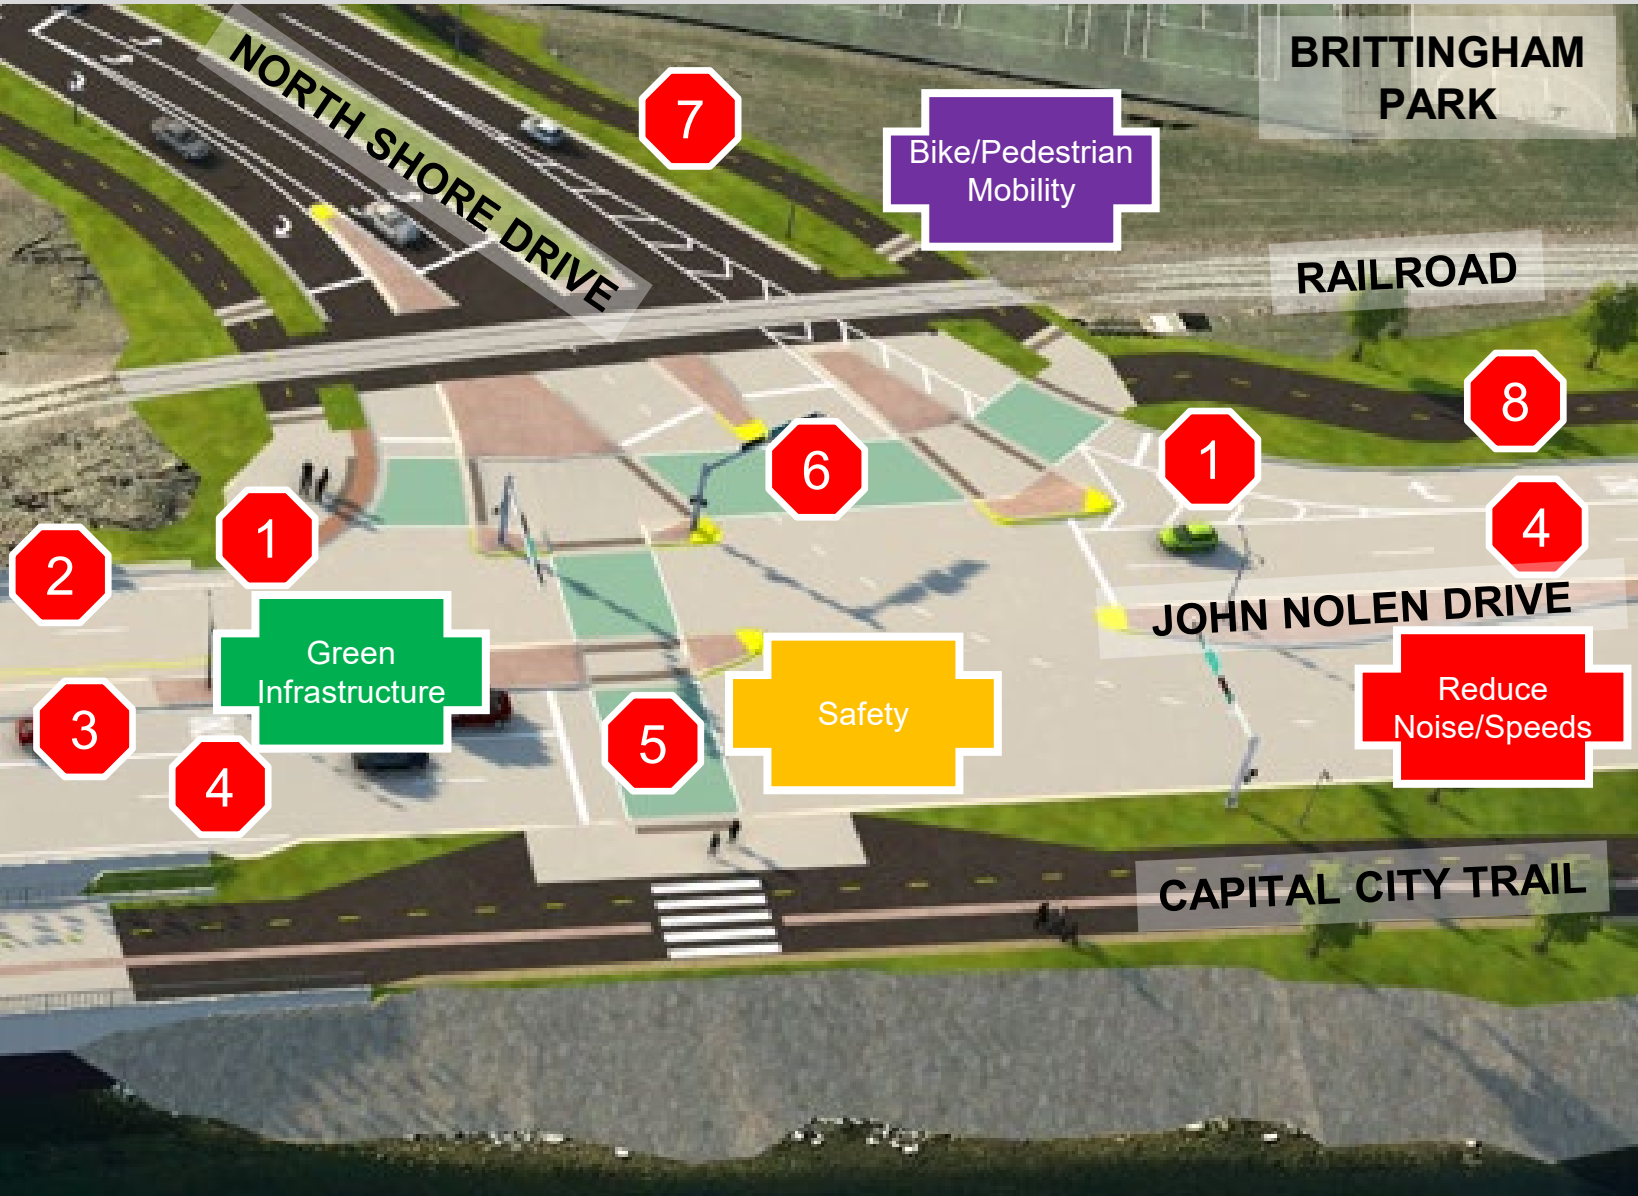 BRITTINGHAM
PARK
NORTH SHORE DRIVE
7
Bike/Pedestrian
Mobility
RAILROAD
8
1
6
4
1
2
JOHN NOLEN DRIVE
Green
Infrastructure
Safety
Reduce
Noise/Speeds
3
5
4
CAPITAL CITY TRAIL